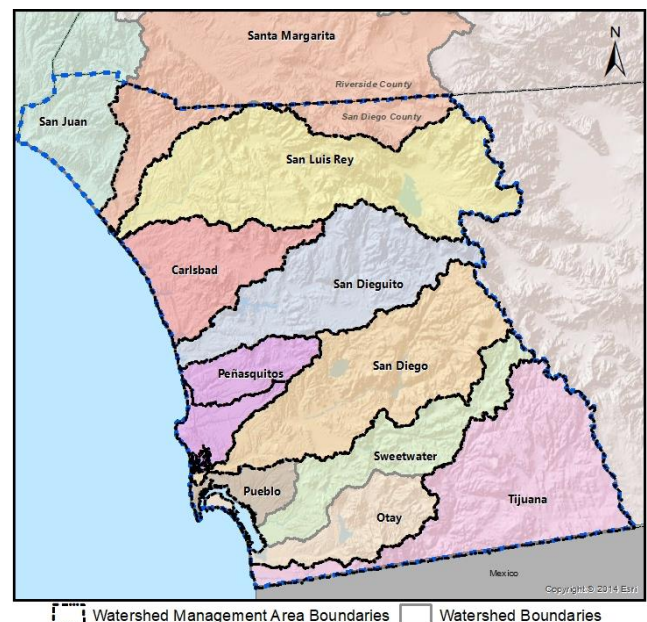 Santa Margarita
N
Riverside County
San Diego County
San Juan
San Luis Rey
Carlsbad
San Dieguito
Peñasquitos
San Diego
Sweetwater
Pueblo
Tijuana
Otay
Mexico
Copyright:© 2014 Esri
Watershed Management Area Boundaries
Watershed Boundaries